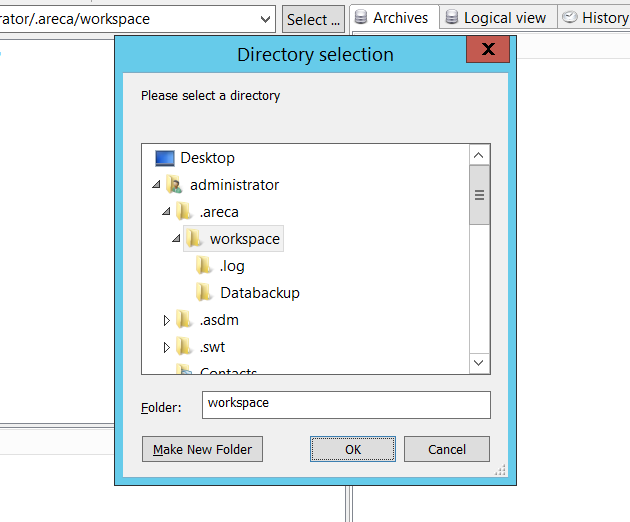 rator/.areca/workspace
Select ...
Archives
Logical view
History
Directory selection
X
Please select a directory
Desktop
administrator
.areca
workspace
.log
Databackup
.asdm
.swt
Contacts
Folder:
workspace
Make New Folder
OK
Cancel